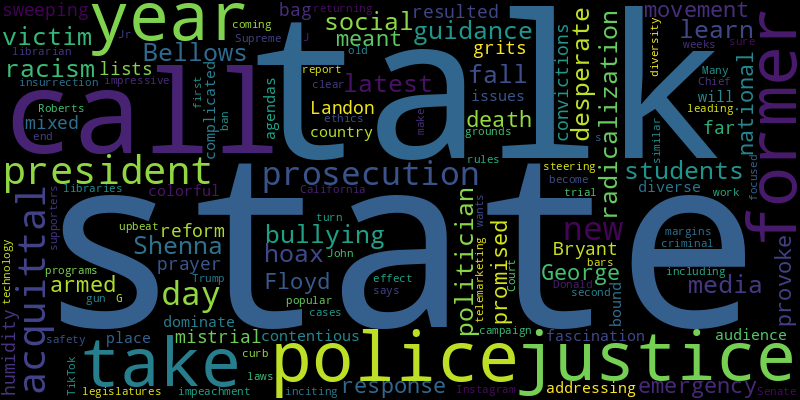 sweeping
year
coming
bag
social
resulted
movement
victim
Jr
Supreme
J
returning
meant
guidance
learn
librarian
Bellows
old
grits
weeks
sure
racism
lists
talk
call
report
latest
fall
Many
Chief
insurrection
impressive
clear
issues
will
Roberts
first
complicated
ban
agendas
Landon
ethics
make
death
convictions
desperate
radicalization
diversity
leading
far
national
former
mixed
end
country
grounds
s
similar
rules
president
libraries
colorful
prosecution
California
steering
become
trial
students
diverse
work
focused
state
supporters
acquittal
upbeat
reform
turn
bullying
politician
wants
promised
new
margins
criminal
technology
Shenna
hoax
John
telemarketing
Court
Bryant
bars
including
provoke
programs
prayer
Trump
Floyd
effect
says
George
Donald
second
bound
media
armed
gun
G
day
popular
cases
humidity
safety
place
dominate
mistrial
contentious
campaign
fascination
audience
TikTok
take
curb
laws
police
justice
legislatures
impeachment
inciting
response
Instagram
addressing
emergency
Senate